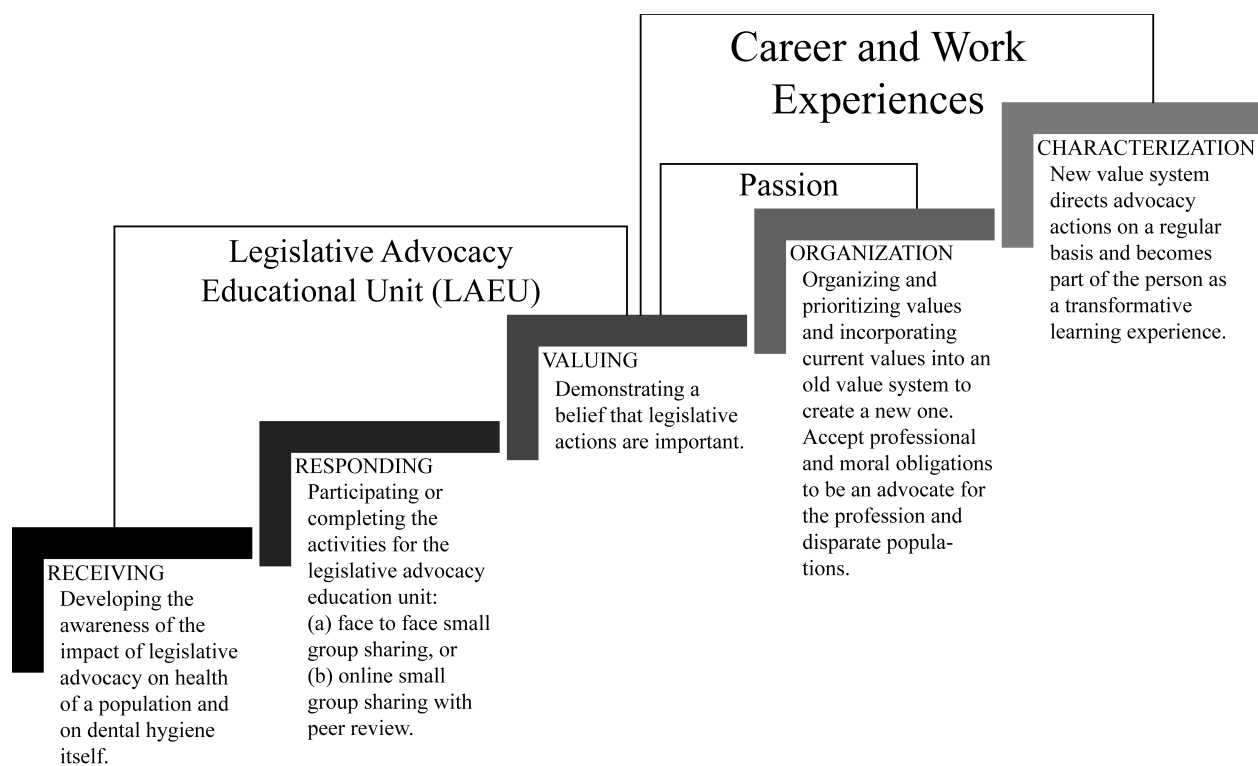 Career and Work
Experiences
CHARACTERIZATION
New value system
directs advocacy
actions on a regular
basis and becomes
part of the person as
a transformative
learning experience.
Passion
ORGANIZATION
Organizing and
prioritizing values
and incorporating
current values into an
old value system to
create a new one.
Accept professional
and moral obligations
to be an advocate for
the profession and
disparate popula-
tions.
Legislative Advocacy
Educational Unit (LAEU)
VALUING
Demonstrating a
belief that legislative
actions are important.
RESPONDING
Participating or
completing the
activities for the
legislative advocacy
education unit:
(a) face to face small
group sharing, or
(b) online small
group sharing with
peer review.
RECEIVING
Developing the
awareness of the
impact of legislative
advocacy on health
of a population and
on dental hygiene
itself.